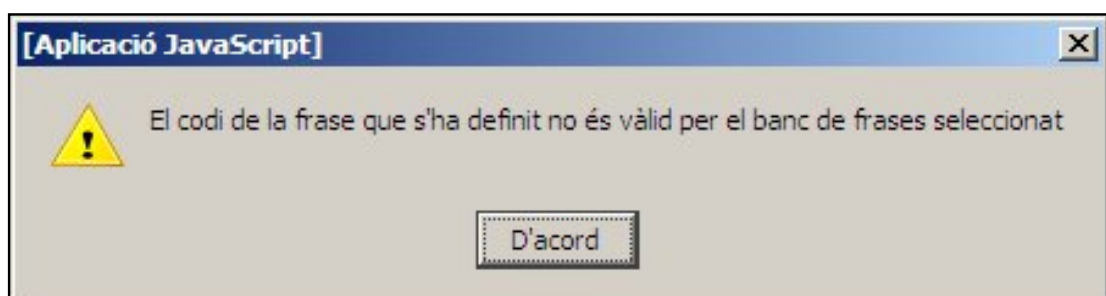 [Aplicació JavaScript]
El codi de la frase que s'ha definit no és vàlid per el banc de frases seleccionat
D'acord